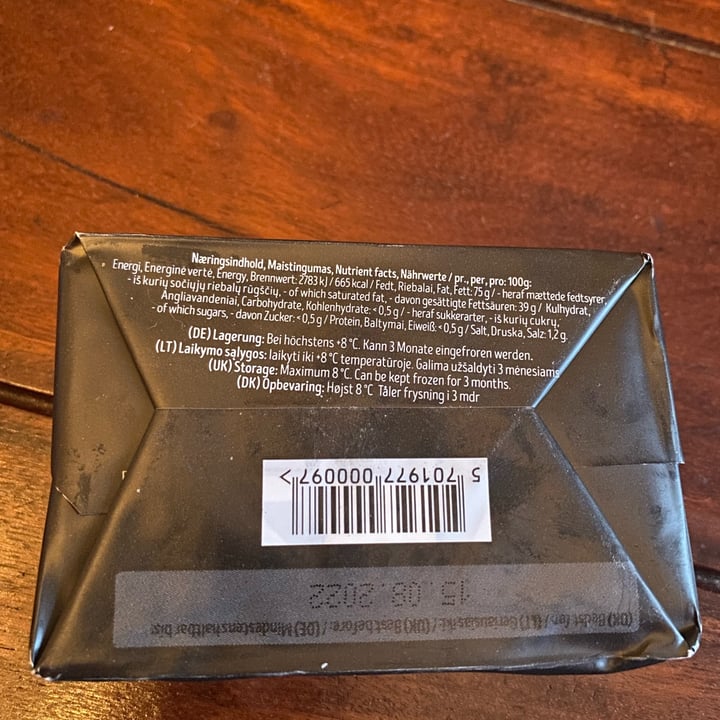 Næringsindhold, Maistingumas, Nutrient facts, Nährwerte / pr., per, pro: 100g:
Energi, Energinė vertė, Energy, Brennwert: 2783 kJ / 665 kcal / Fedt, Riebalai, Fat, Fett: 75 g / - heraf mættede fedtsyrer,
- iš kurių sočiųjų riebalų rūgščių, - of which saturated fat, - davon gesättigte Fettsäuren: 39 g / Kulhydrat,
Angliavandeniai, Carbohydrate, Kohlenhydrate: < 0,5 g / - heraf sukkerarter, - iš kurių cukrų,
- of which sugars, - davon Zucker: < 0,5 g / Protein, Baltymai, Eiweiß: < 0,5 g / Salt, Druska, Salz: 1,2 g.
(DE) Lagerung: Bei höchstens +8 °C. Kann 3 Monate eingefroren werden.
(LT) Laikymo sąlygos: laikyti iki +8 °C temperatūroje. Galima užšaldyti 3 mėnesiams
(UK) Storage: Maximum 8 °C. Can be kept frozen for 3 months.
(DK) Opbevaring: Højst 8 °C Tåler frysning i 3 mdr
5 701977 000097 >
15.08.2022
(DK) Bedst før / (LT) Geriausias iki / (UK) Best before: / (DE) Mindestens haltbar bis: